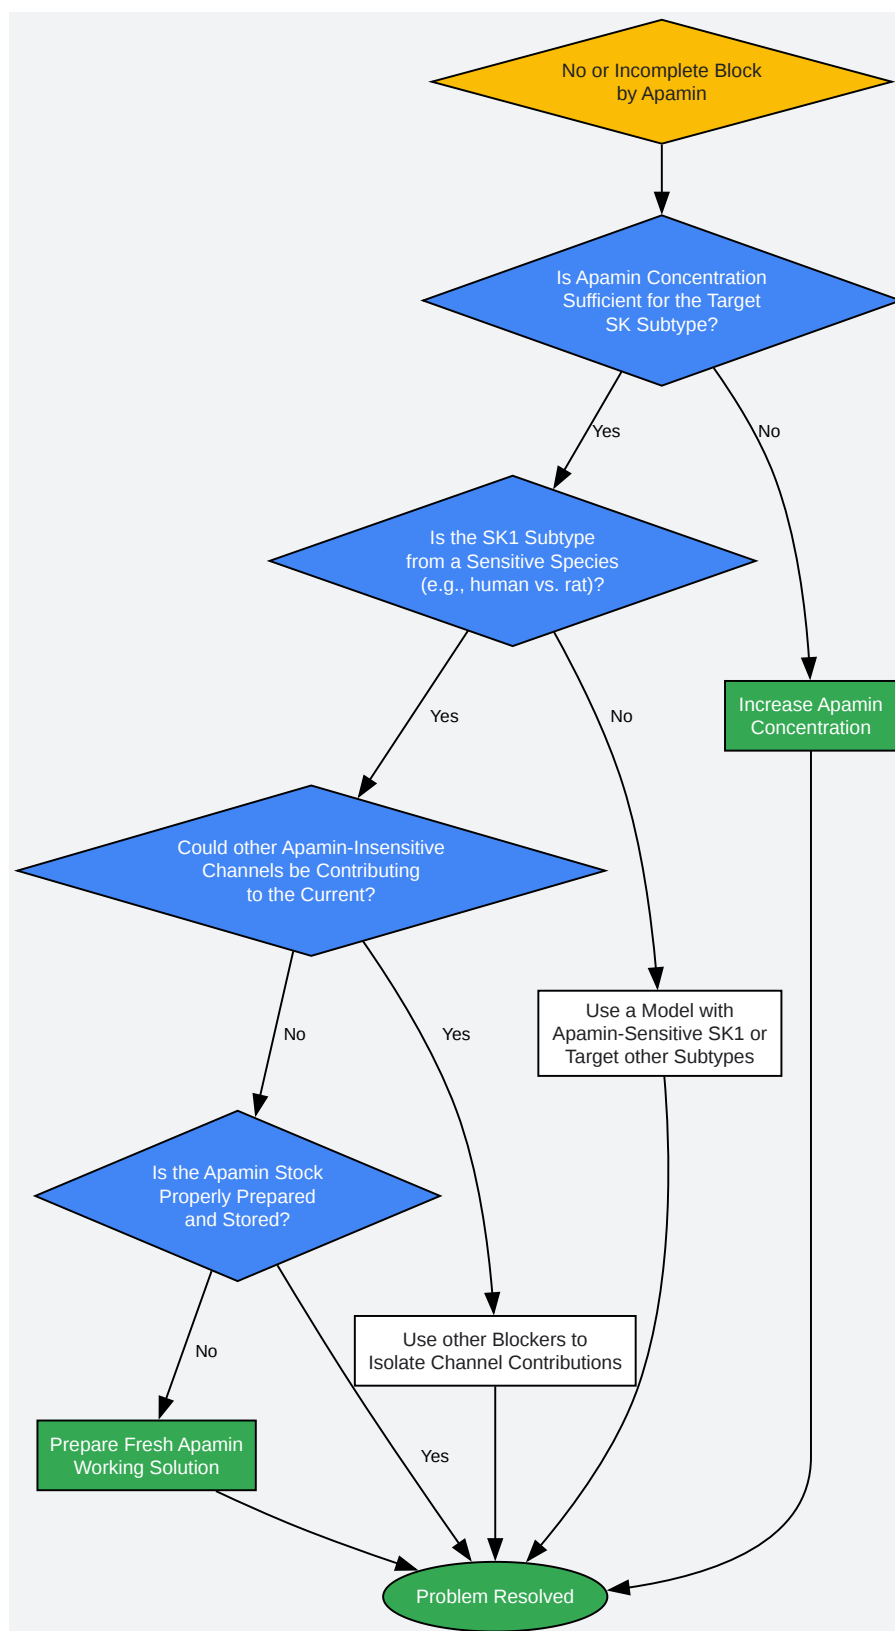 No or Incomplete Block
by Apamin
Is Apamin Concentration
Sufficient for the Target
SK Subtype?
Yes
No
Is the SK1 Subtype
from a Sensitive Species
(e.g., human vs. rat)?
Increase Apamin
Concentration
Yes
No
Could other Apamin-Insensitive
Channels be Contributing
to the Current?
Use a Model with
Apamin-Sensitive SK1 or
Target other Subtypes
No
Yes
Is the Apamin Stock
Properly Prepared
and Stored?
Use other Blockers to
Isolate Channel Contributions
No
Yes
Prepare Fresh Apamin
Working Solution
Problem Resolved